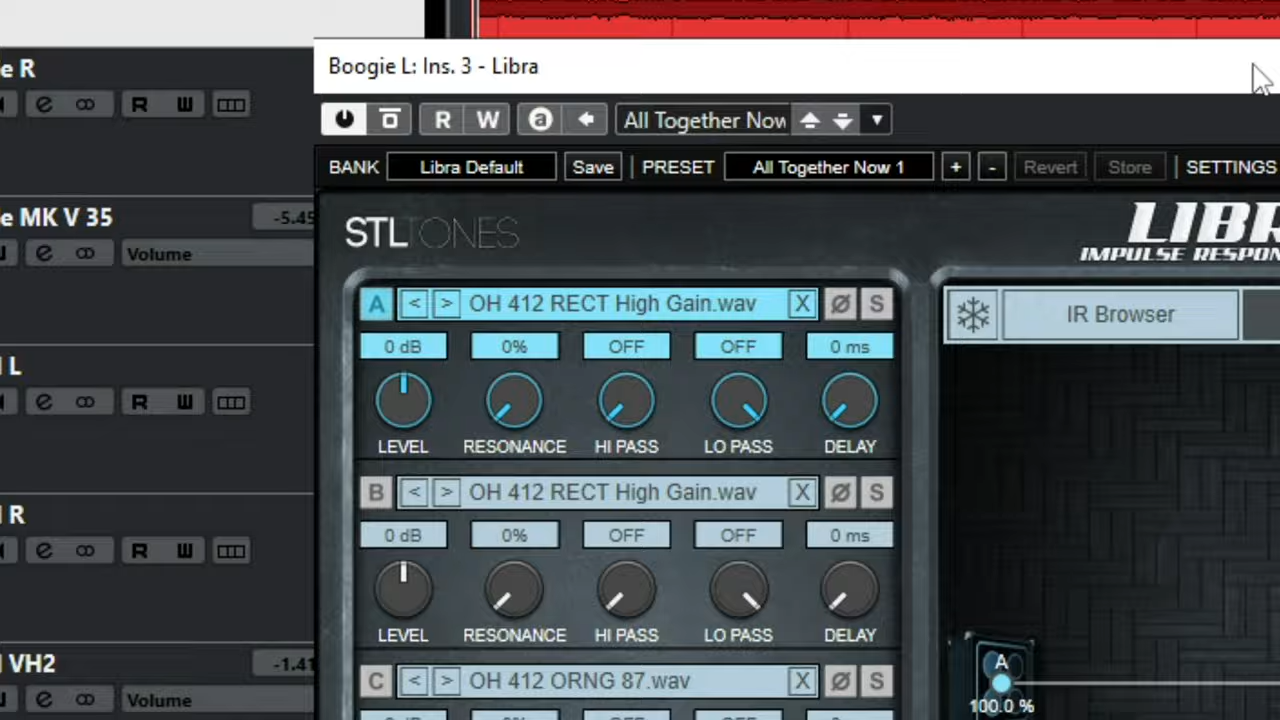 e R
R W
Boogie L: Ins. 3 - Libra
R W a All Together Now
BANK Libra Default Save PRESET All Together Now 1 + - Revert Store SETTINGS
e MK V 35 -5.45
Volume
STLTONES
LIBR
IMPULSE RESPON
A < > OH 412 RECT High Gain.wav X Ø S
IR Browser
0 dB 0% OFF OFF 0 ms
LEVEL RESONANCE HI PASS LO PASS DELAY
L
R W
B < > OH 412 RECT High Gain.wav X Ø S
0 dB 0% OFF OFF 0 ms
LEVEL RESONANCE HI PASS LO PASS DELAY
R
R W
VH2 -1.41
Volume
C < > OH 412 ORNG 87.wav X Ø S
A
100.0 %